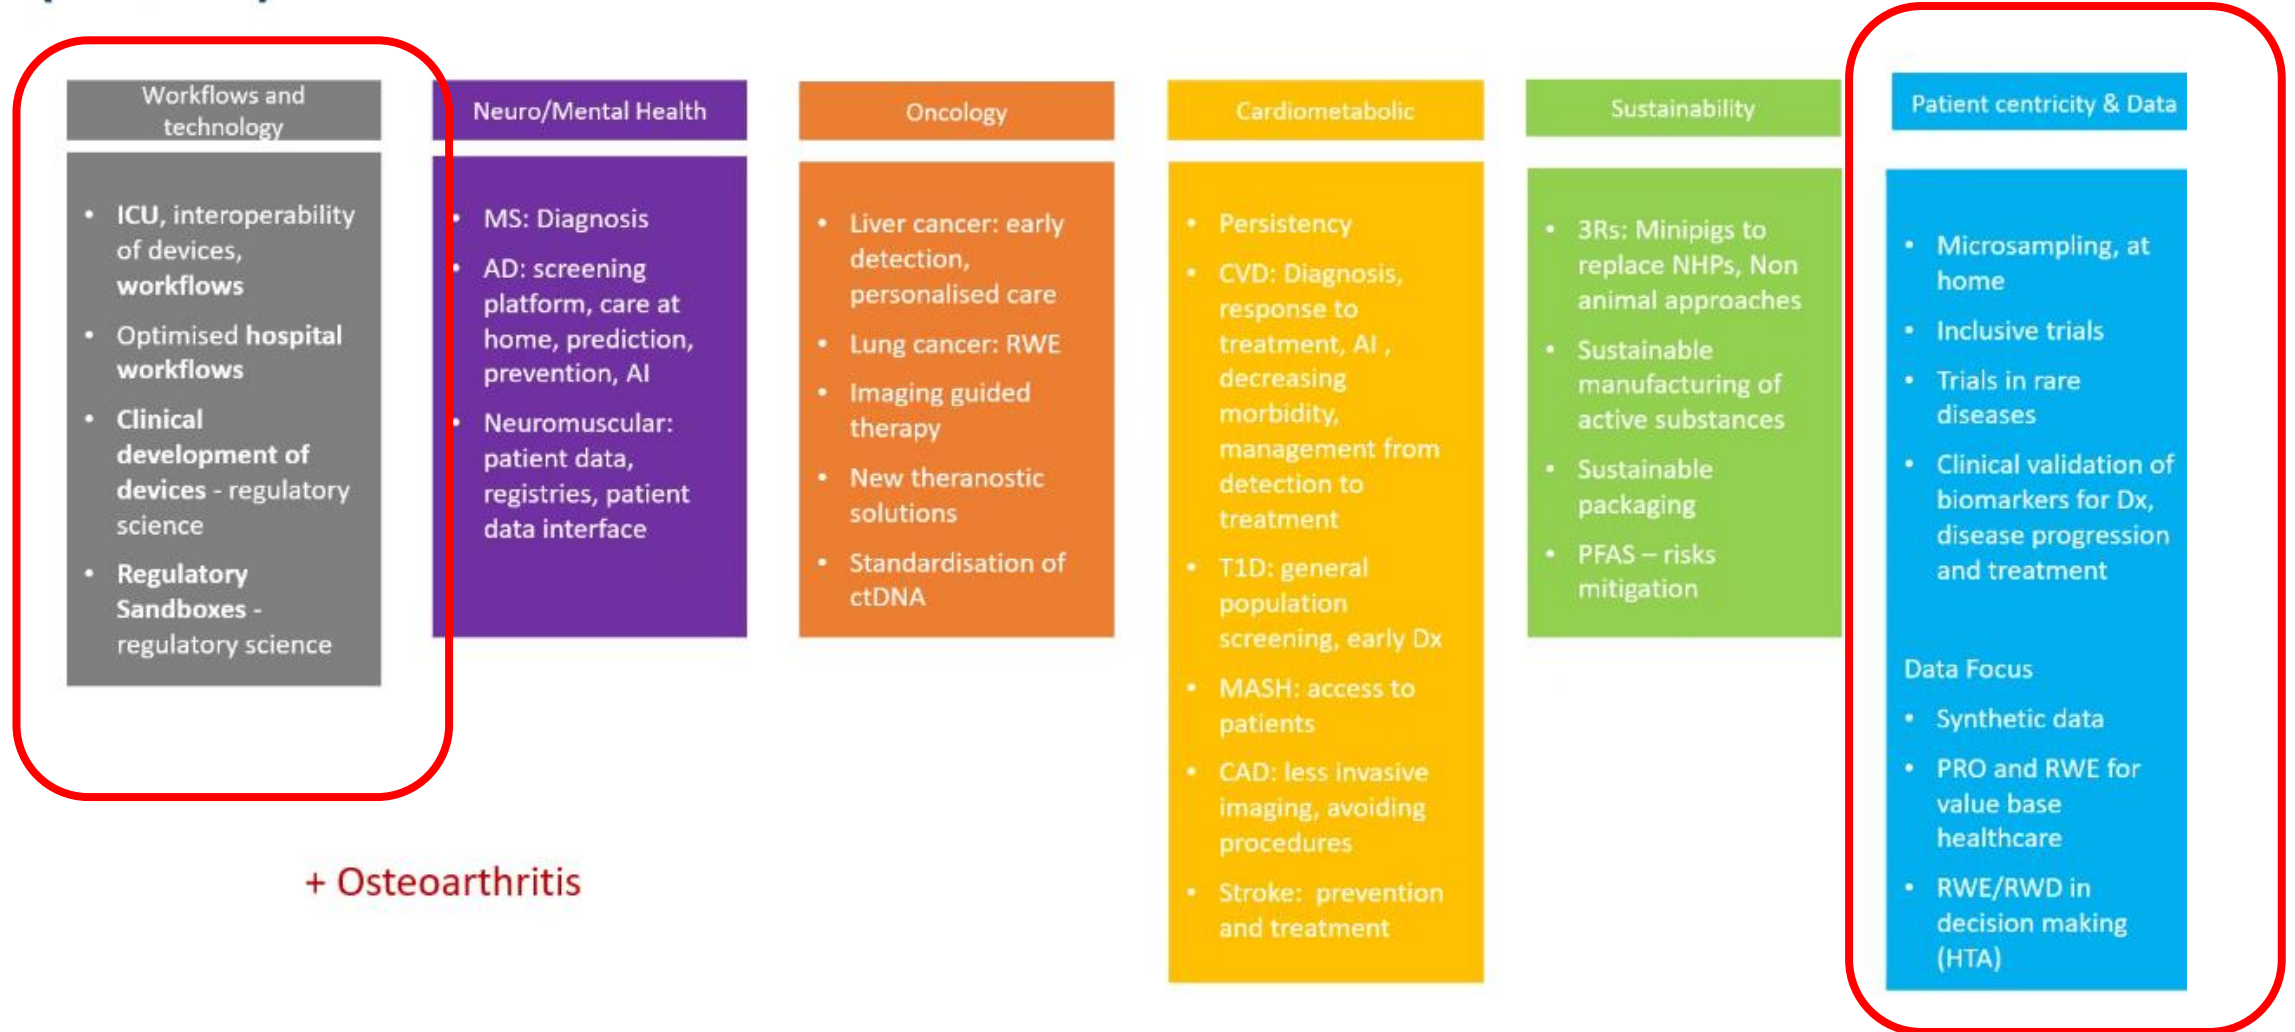 Workflows and
technology
• ICU, interoperability
of devices,
workflows
• Optimised hospital
workflows
• Clinical
development of
devices - regulatory
science
• Regulatory
Sandboxes -
regulatory science
Neuro/Mental Health
• MS: Diagnosis
• AD: screening
platform, care at
home, prediction,
prevention, AI
• Neuromuscular:
patient data,
registries, patient
data interface
Oncology
• Liver cancer: early
detection,
personalised care
• Lung cancer: RWE
• Imaging guided
therapy
• New theranostic
solutions
• Standardisation of
ctDNA
Cardiometabolic
• Persistency
• CVD: Diagnosis,
response to
treatment, AI ,
decreasing
morbidity,
management from
detection to
treatment
• T1D: general
population
screening, early Dx
• MASH: access to
patients
• CAD: less invasive
imaging, avoiding
procedures
• Stroke: prevention
and treatment
Sustainability
• 3Rs: Minipigs to
replace NHPs, Non
animal approaches
• Sustainable
manufacturing of
active substances
• Sustainable
packaging
• PFAS – risks
mitigation
Patient centricity & Data
• Microsampling, at
home
• Inclusive trials
• Trials in rare
diseases
• Clinical validation of
biomarkers for Dx,
disease progression
and treatment
Data Focus
• Synthetic data
• PRO and RWE for
value base
healthcare
• RWE/RWD in
decision making
(HTA)
+ Osteoarthritis